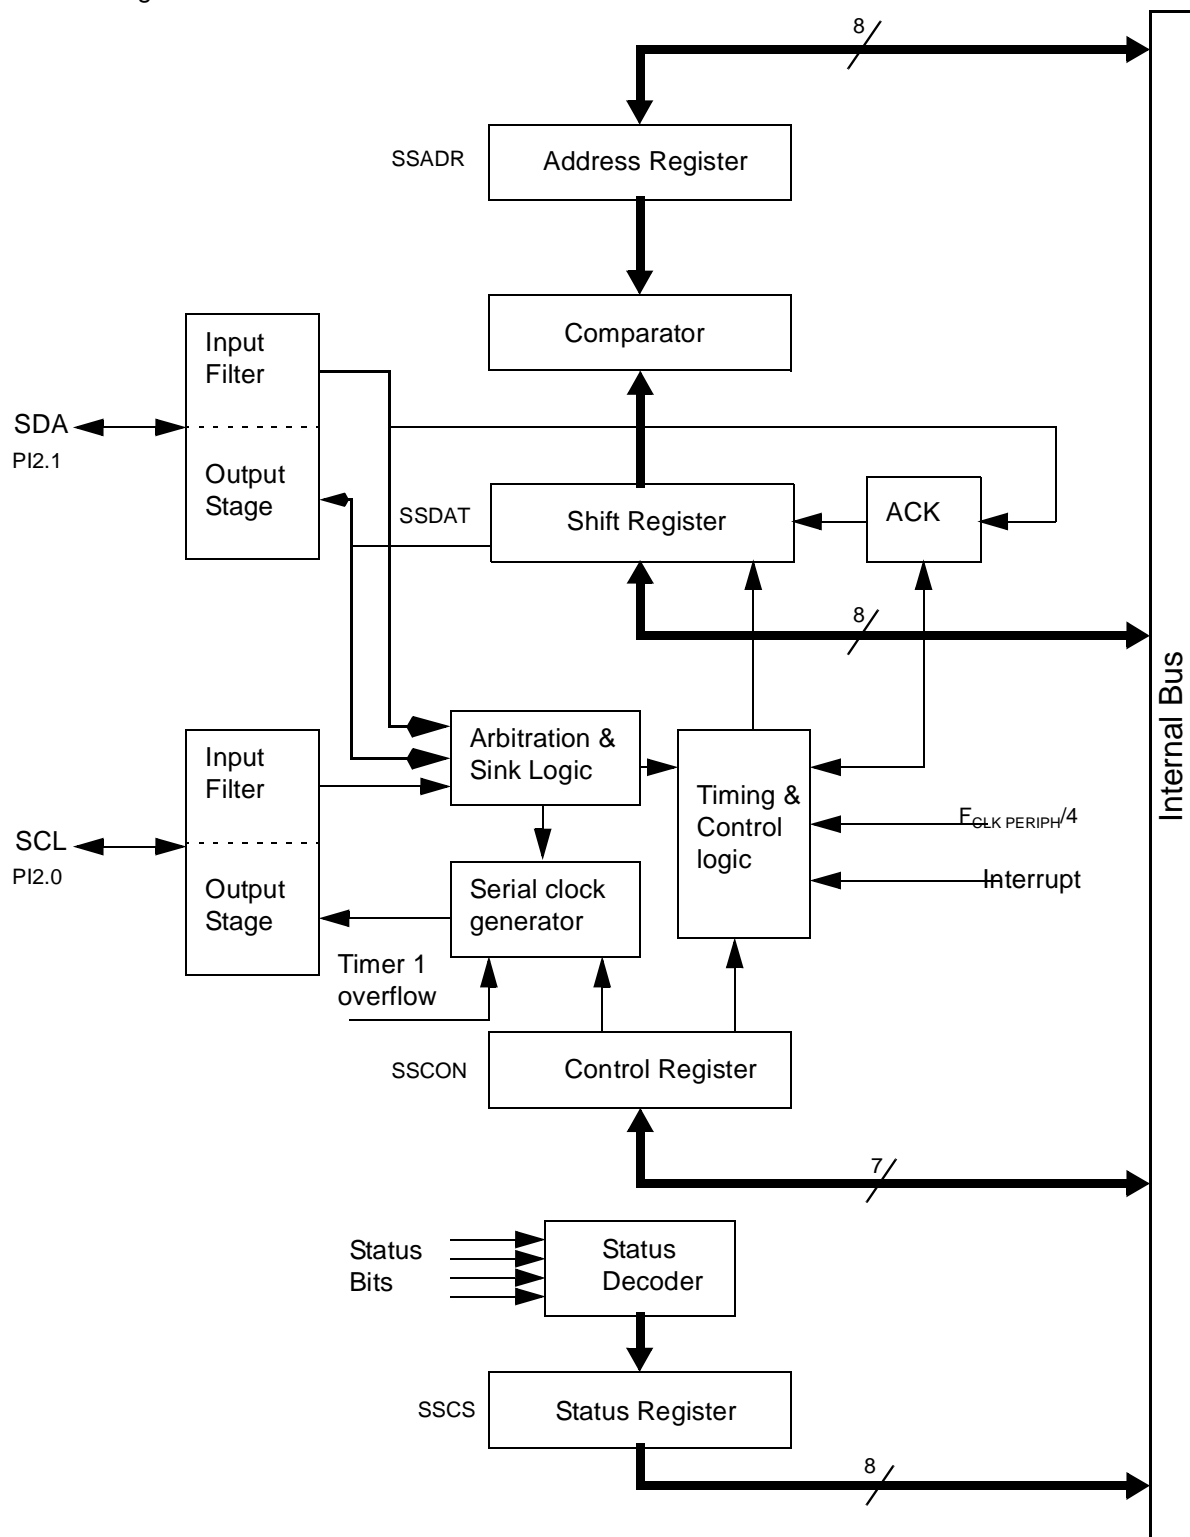 8
SSADR
Address Register
Comparator
Input
Filter
SDA
PI2.1
Output
Stage
SSDAT
Shift Register
ACK
8
Internal Bus
Arbitration &
Sink Logic
Input
Filter
Timing &
Control
logic
FCLK PERIPH/4
SCL
PI2.0
Output
Stage
Serial clock
generator
Interrupt
Timer 1
overflow
SSCON
Control Register
7
Status
Bits
Status
Decoder
SSCS
Status Register
8